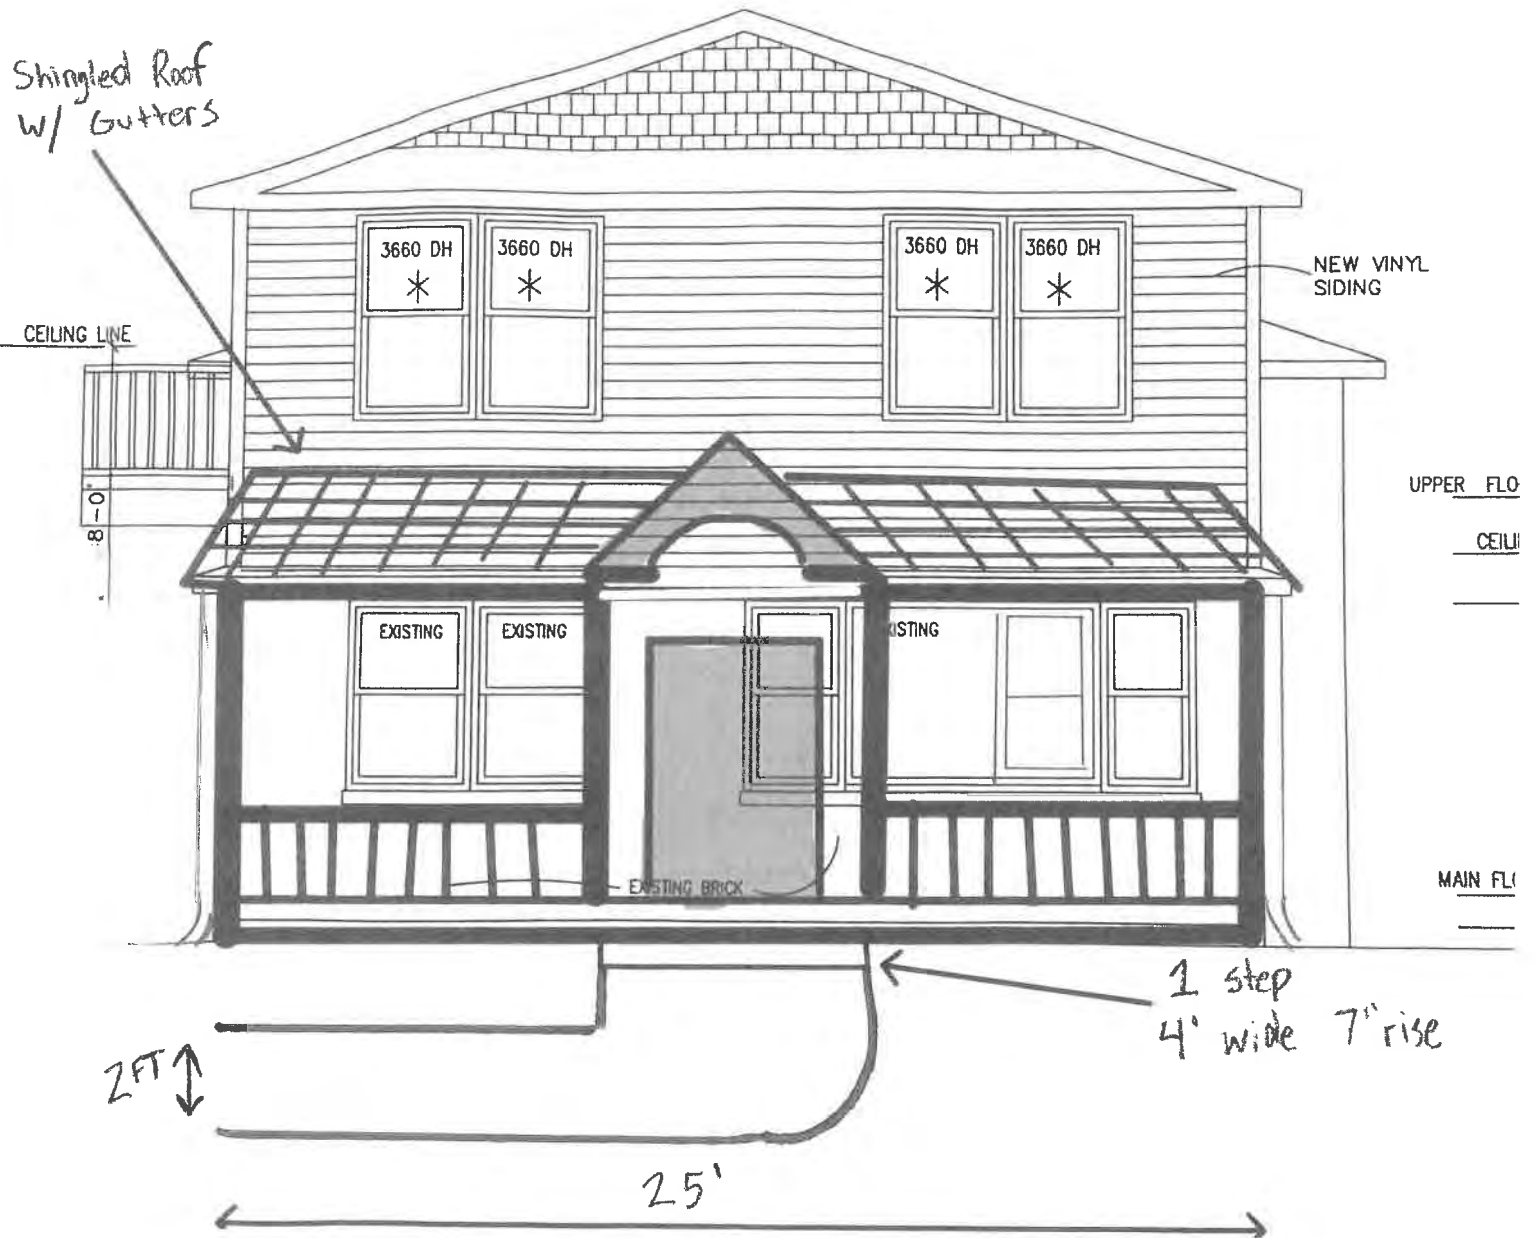 Shingled Roof
w/ Gutters
3660 DH
3660 DH
3660 DH
3660 DH
NEW VINYL
SIDING
CEILING LINE
8-0
UPPER FLO
CEILI
EXISTING
EXISTING
XISTING
EXISTING BRICK
MAIN FL
1 step
4' wide 7" rise
2FT
25'